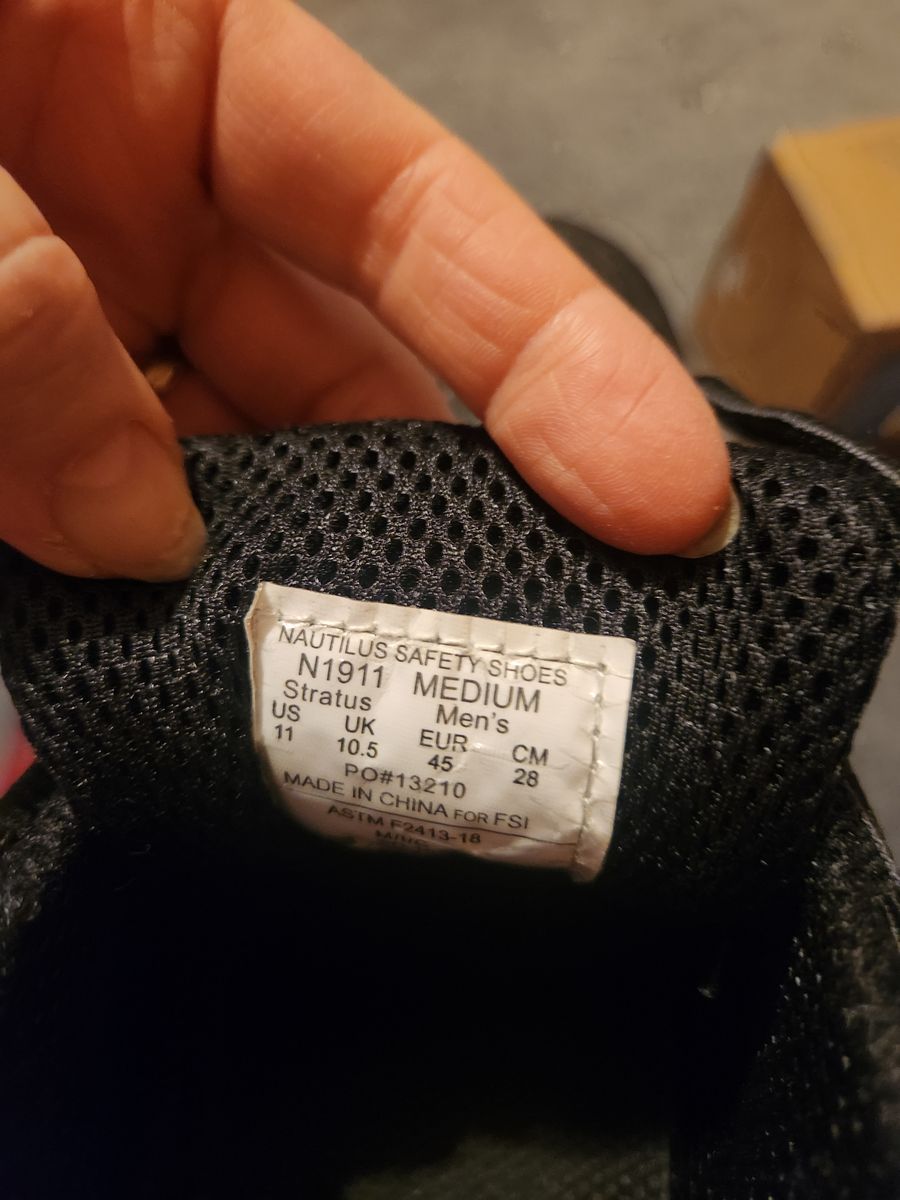 NAUTILUS SAFETY SHOES
N1911 MEDIUM
Stratus Men's
US UK EUR CM
11 10.5 45 28
PO#13210
MADE IN CHINA FOR FSI
ASTM F2413-18